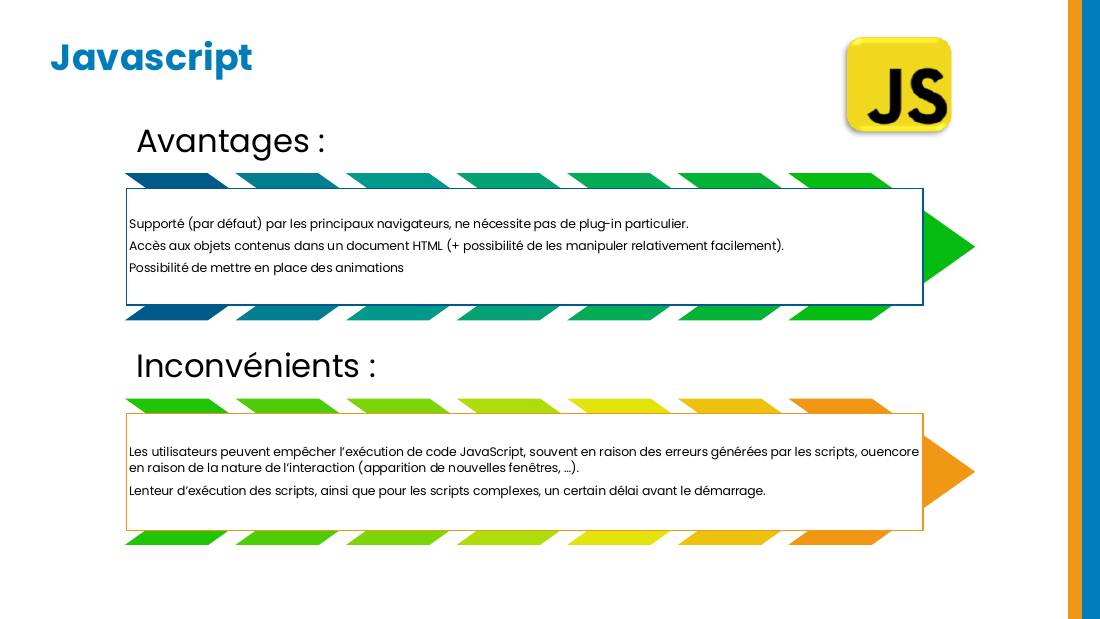 Javascript
JS
Avantages :
Supporté (par défaut) par les principaux navigateurs, ne nécessite pas de plug-in particulier.
Accès aux objets contenus dans un document HTML (+ possibilité de les manipuler relativement facilement).
Possibilité de mettre en place des animations
Inconvénients :
Les utilisateurs peuvent empêcher l’exécution de code JavaScript, souvent en raison des erreurs générées par les scripts, ouencore
en raison de la nature de l’interaction (apparition de nouvelles fenêtres, …).
Lenteur d’exécution des scripts, ainsi que pour les scripts complexes, un certain délai avant le démarrage.